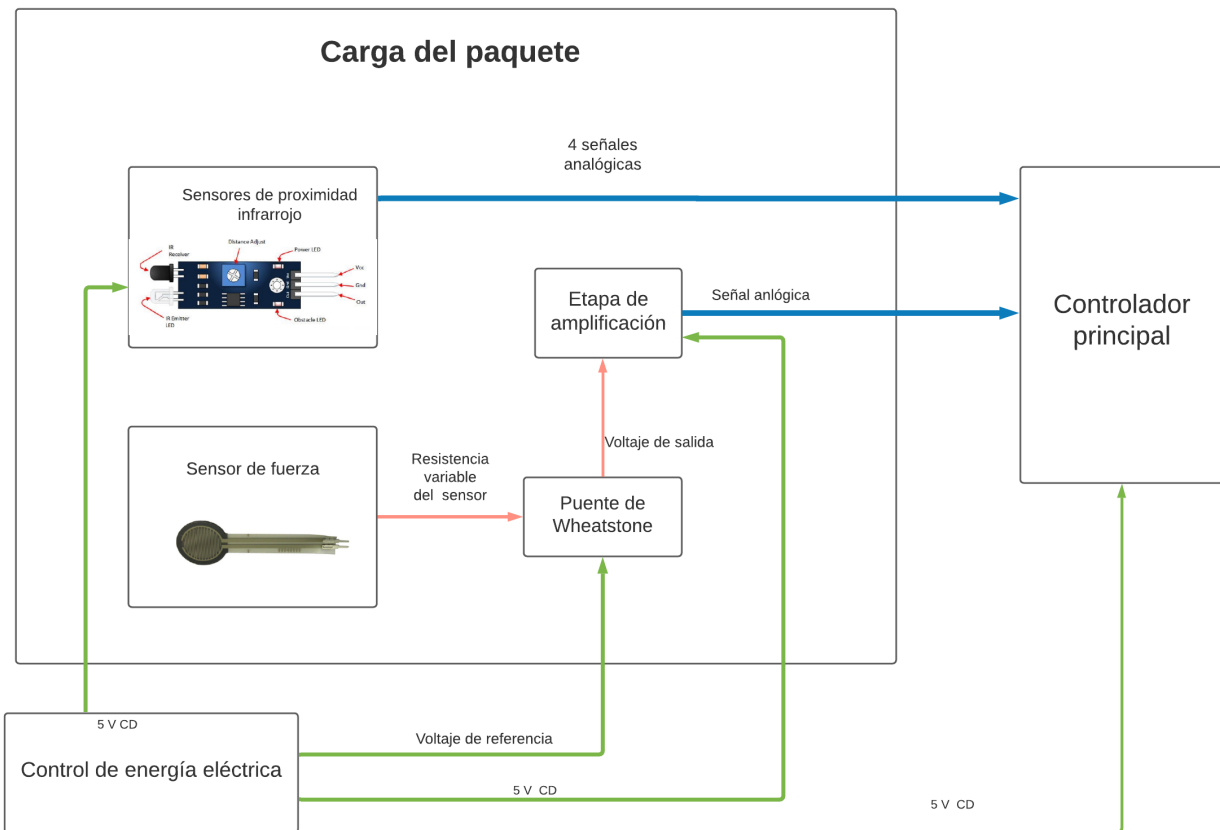 Carga del paquete
4 señales
analógicas
Sensores de proximidad
infrarrojo
IR
Receiver
Distance Adjust
Power LED
Vcc
Gnd
Out
IR Emitter
LED
Obstacle LED
Etapa de
amplificación
Señal anlógica
Controlador
principal
Voltaje de salida
Sensor de fuerza
Resistencia
variable
del sensor
Puente de
Wheatstone
5 V CD
Control de energía eléctrica
Voltaje de referencia
5 V CD
5 V CD